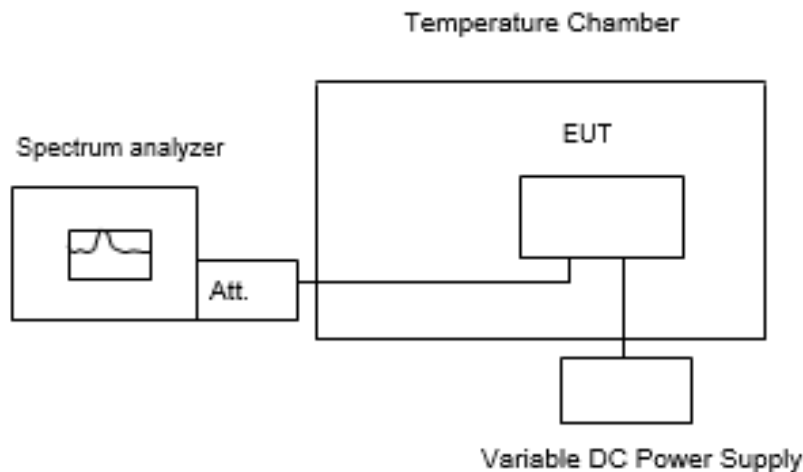 Temperature Chamber
EUT
Spectrum analyzer
Att.
Variable DC Power Supply